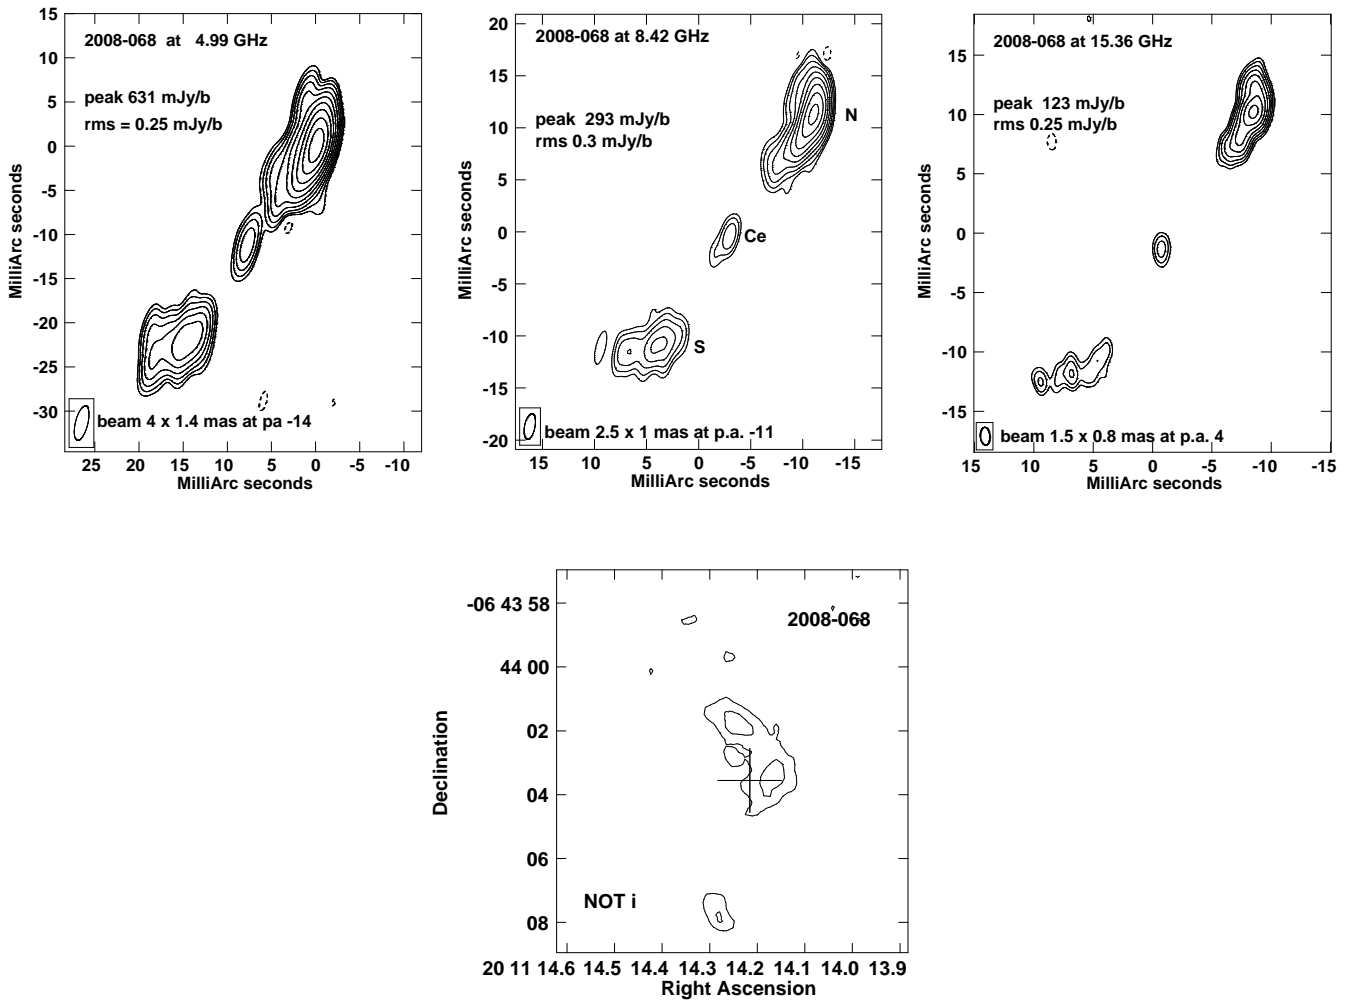 2008-068 at 4.99 GHz
peak 631 mJy/b
rms = 0.25 mJy/b
beam 4 x 1.4 mas at pa -14
MilliArc seconds
15
10
5
0
-5
-10
-15
-20
-25
-30
25 20 15 10 5 0 -5 -10
MilliArc seconds
2008-068 at 8.42 GHz
peak 293 mJy/b
rms 0.3 mJy/b
N
Ce
S
beam 2.5 x 1 mas at p.a. -11
MilliArc seconds
20
15
10
5
0
-5
-10
-15
-20
15 10 5 0 -5 -10 -15
MilliArc seconds
2008-068 at 15.36 GHz
peak 123 mJy/b
rms 0.25 mJy/b
beam 1.5 x 0.8 mas at p.a. 4
MilliArc seconds
15
10
5
0
-5
-10
-15
15 10 5 0 -5 -10 -15
MilliArc seconds
2008-068
NOT i
Declination
-06 43 58
44 00
02
04
06
08
20 11 14.6 14.5 14.4 14.3 14.2 14.1 14.0 13.9
Right Ascension